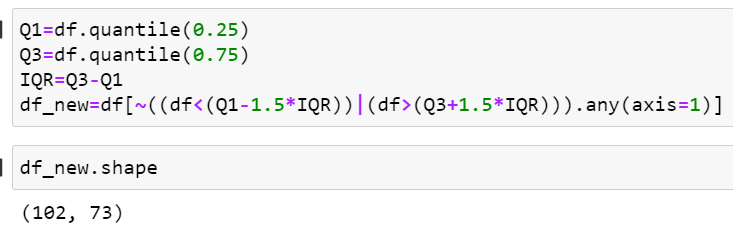 Q1=df.quantile(0.25)
Q3=df.quantile(0.75)
IQR=Q3-Q1
df_new=df[~((df<(Q1-1.5*IQR))|(df>(Q3+1.5*IQR))).any(axis=1)]
df_new.shape
(102, 73)